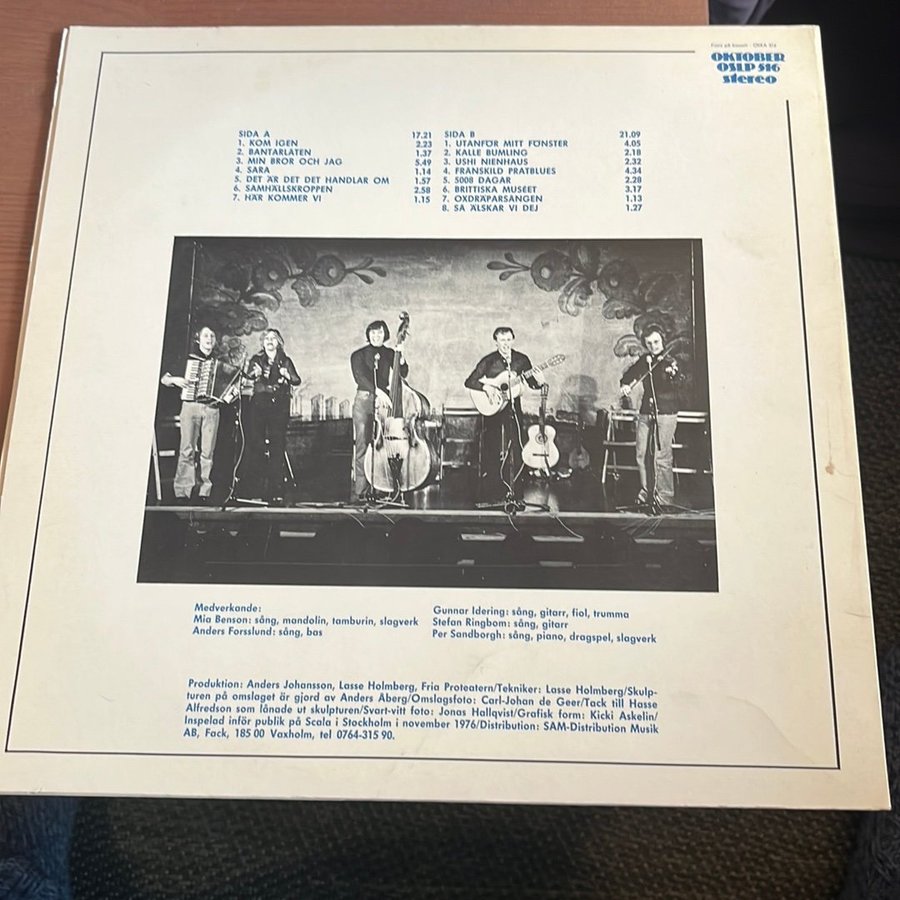 Finns på kassett - OSKA 516
OKTOBER
OSLP 516
stereo
SIDA A 17.21
1. KOM IGEN 2.23
2. BANTARLÅTEN 1.37
3. MIN BROR OCH JAG 5.49
4. SARA 1.14
5. DET ÄR DET DET HANDLAR OM 1.57
6. SAMHÄLLSKROPPEN 2.58
7. HÄR KOMMER VI 1.15
SIDA B 21.09
1. UTANFÖR MITT FÖNSTER 4.05
2. KALLE BUMLING 2.18
3. USHI NIENHAUS 2.32
4. FRÅNSKILD PRATBLUES 4.34
5. 5008 DAGAR 2.28
6. BRITTISKA MUSÉET 3.17
7. OXDRAPARSÅNGEN 1.13
8. SÅ ÄLSKAR VI DEJ 1.27
Medverkande:
Mia Benson: sång, mandolin, tamburin, slagverk
Anders Forsslund: sång, bas
Gunnar Idering: sång, gitarr, fiol, trumma
Stefan Ringbom: sång, gitarr
Per Sandborgh: sång, piano, dragspel, slagverk
Produktion: Anders Johansson, Lasse Holmberg, Fria Proteatern/Tekniker: Lasse Holmberg/Skulp-
turen på omslaget är gjord av Anders Åberg/Omslagsfoto: Carl-Johan de Geer/Tack till Hasse
Alfredson som lånade ut skulpturen/Svart-vitt foto: Jonas Hallqvist/Grafisk form: Kicki Askelin/
Inspelad inför publik på Scala i Stockholm i november 1976/Distribution: SAM-Distribution Musik
AB, Fack, 185 00 Vaxholm, tel 0764-315 90.